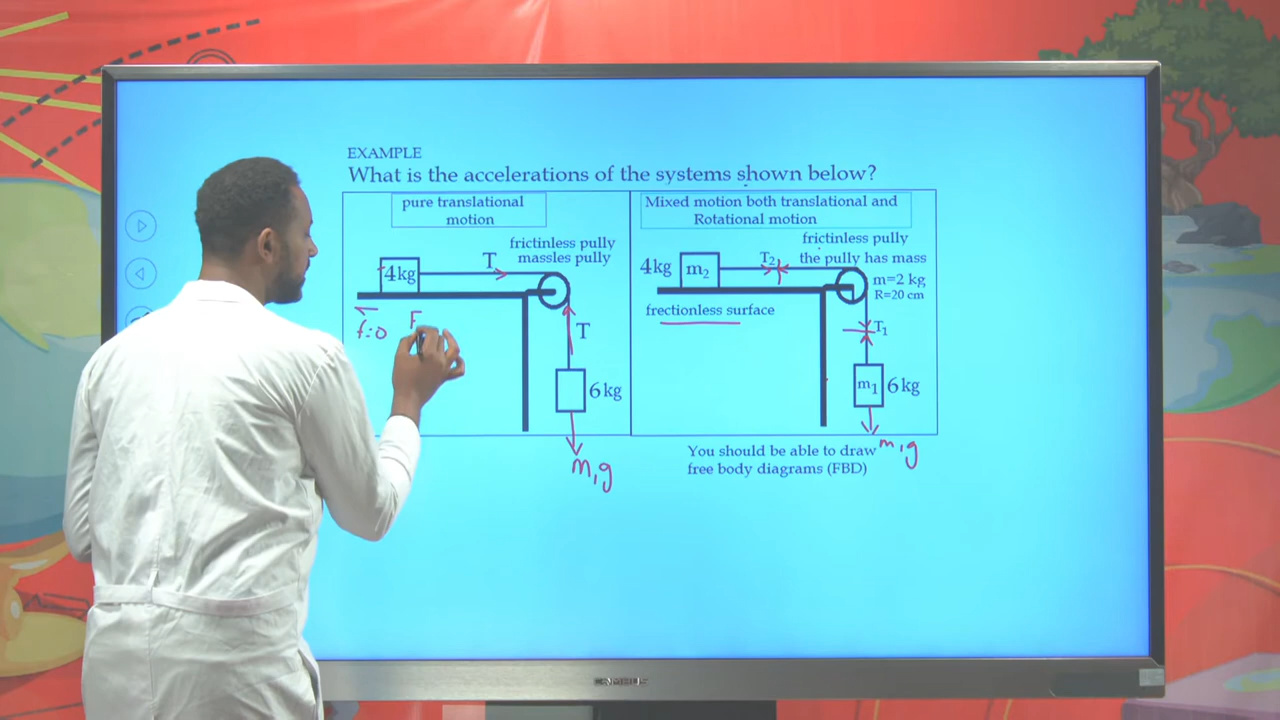 EXAMPLE
What is the accelerations of the systems shown below?
pure translational
motion
frictinless pully
massles pully
4kg
T
T
6kg
f=0
F
m₁g
Mixed motion both translational and
Rotational motion
frictinless pully
the pully has mass
4kg
m₂
T₂
m=2 kg
R=20 cm
frectionless surface
T₁
m₁
6kg
m₁g
You should be able to draw
free body diagrams (FBD)